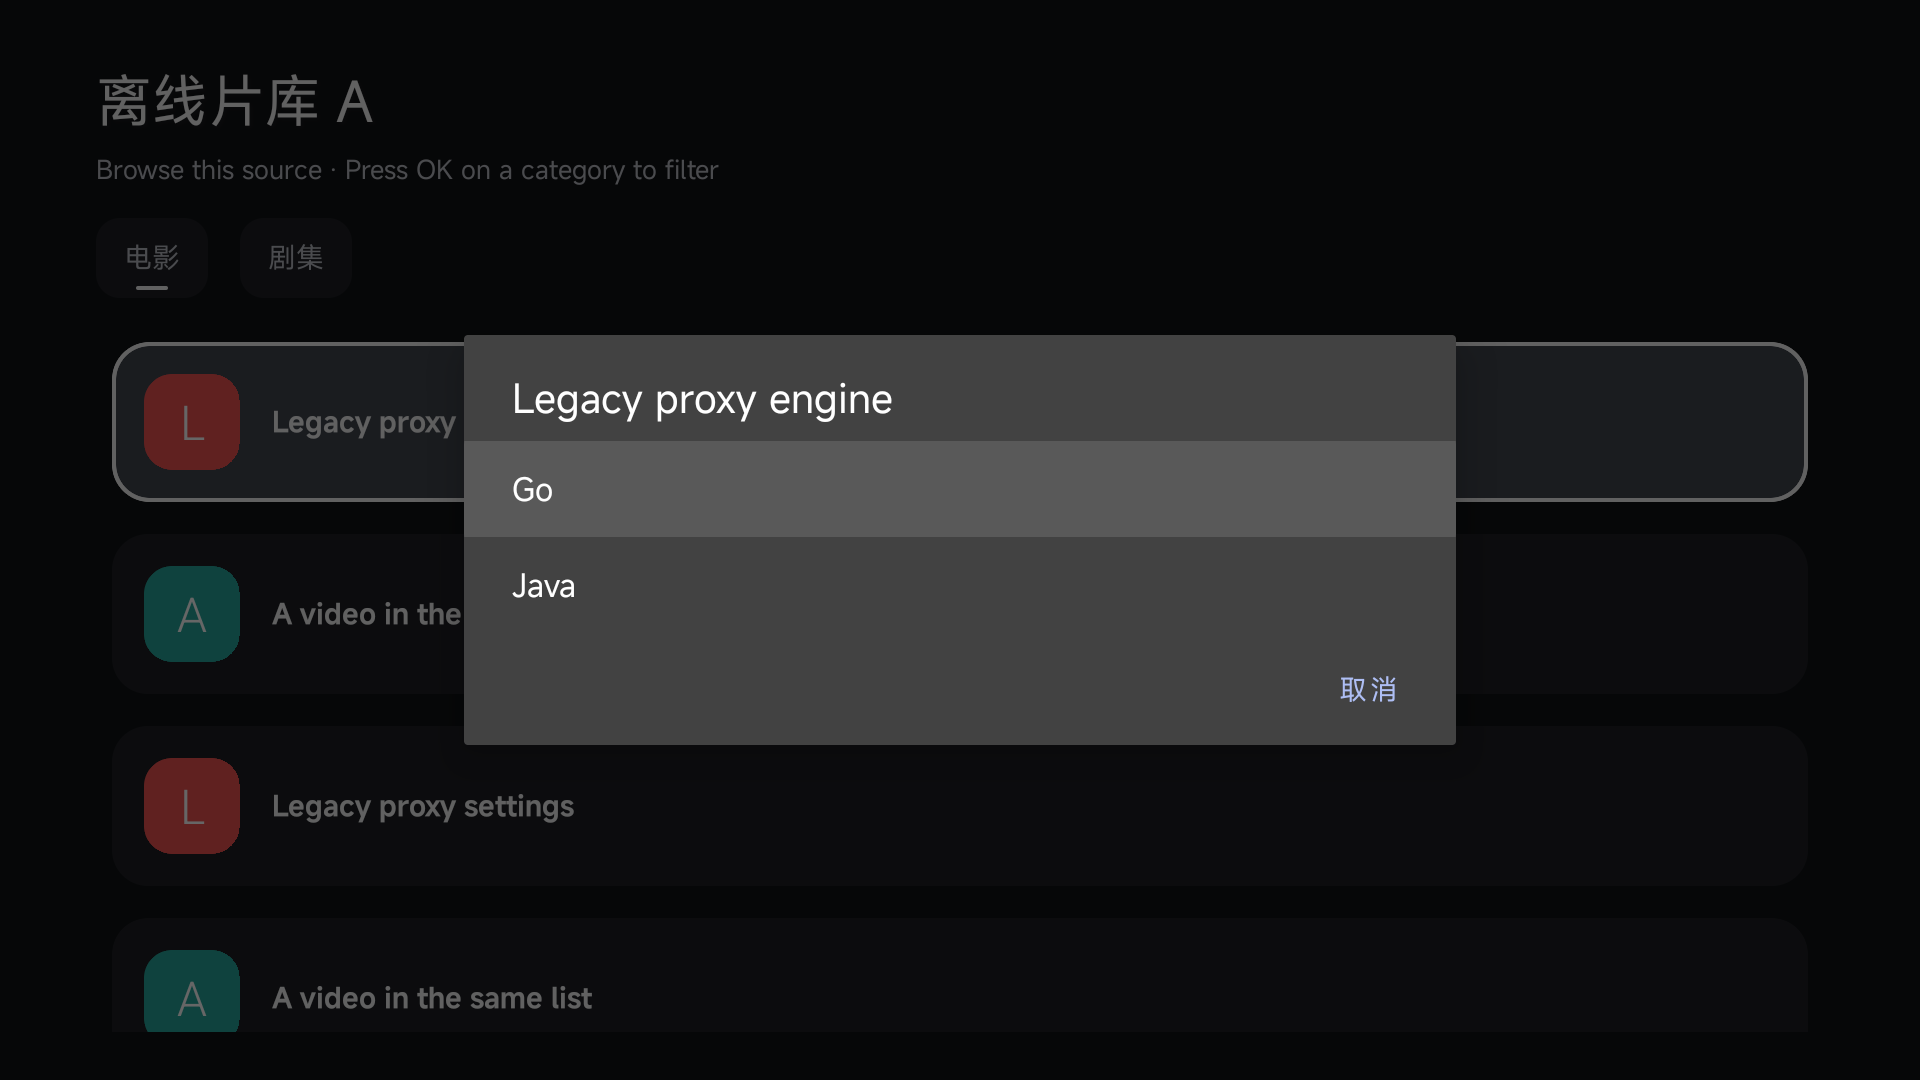 离线片库 A
Browse this source · Press OK on a category to filter
电影
剧集
L
Legacy proxy
Legacy proxy engine
Go
Java
取消
A
A video in the
L
Legacy proxy settings
A
A video in the same list